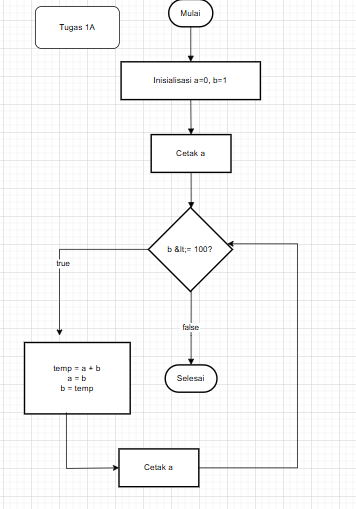 Tugas 1A
Mulai
Inisialisasi a=0, b=1
Cetak a
b &lt;= 100?
true
false
temp = a + b
a = b
b = temp
Selesai
Cetak a